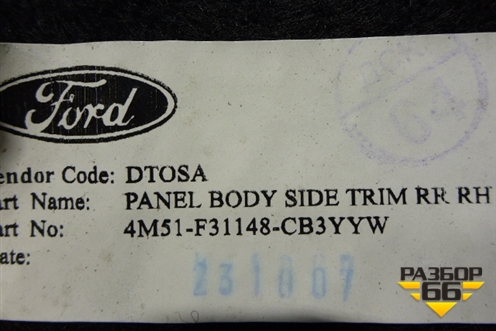 Ford
endor Code: DTOSA
art Name: PANEL BODY SIDE TRIM RR RH
art No: 4M51-F31148-CB3YYW
ate:
231007
РАЗБОР
66